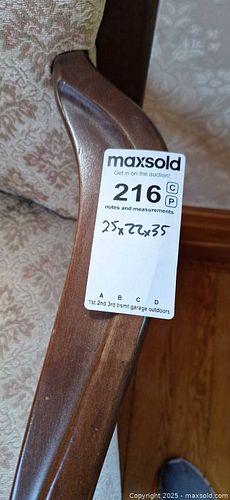 maxsold
Get in on the auction!
216 C
P
notes and measurements
25x22x35
A B C D
1st 2nd 3rd bsmt garage outdoors
Copyright 2025 - maxsold.com